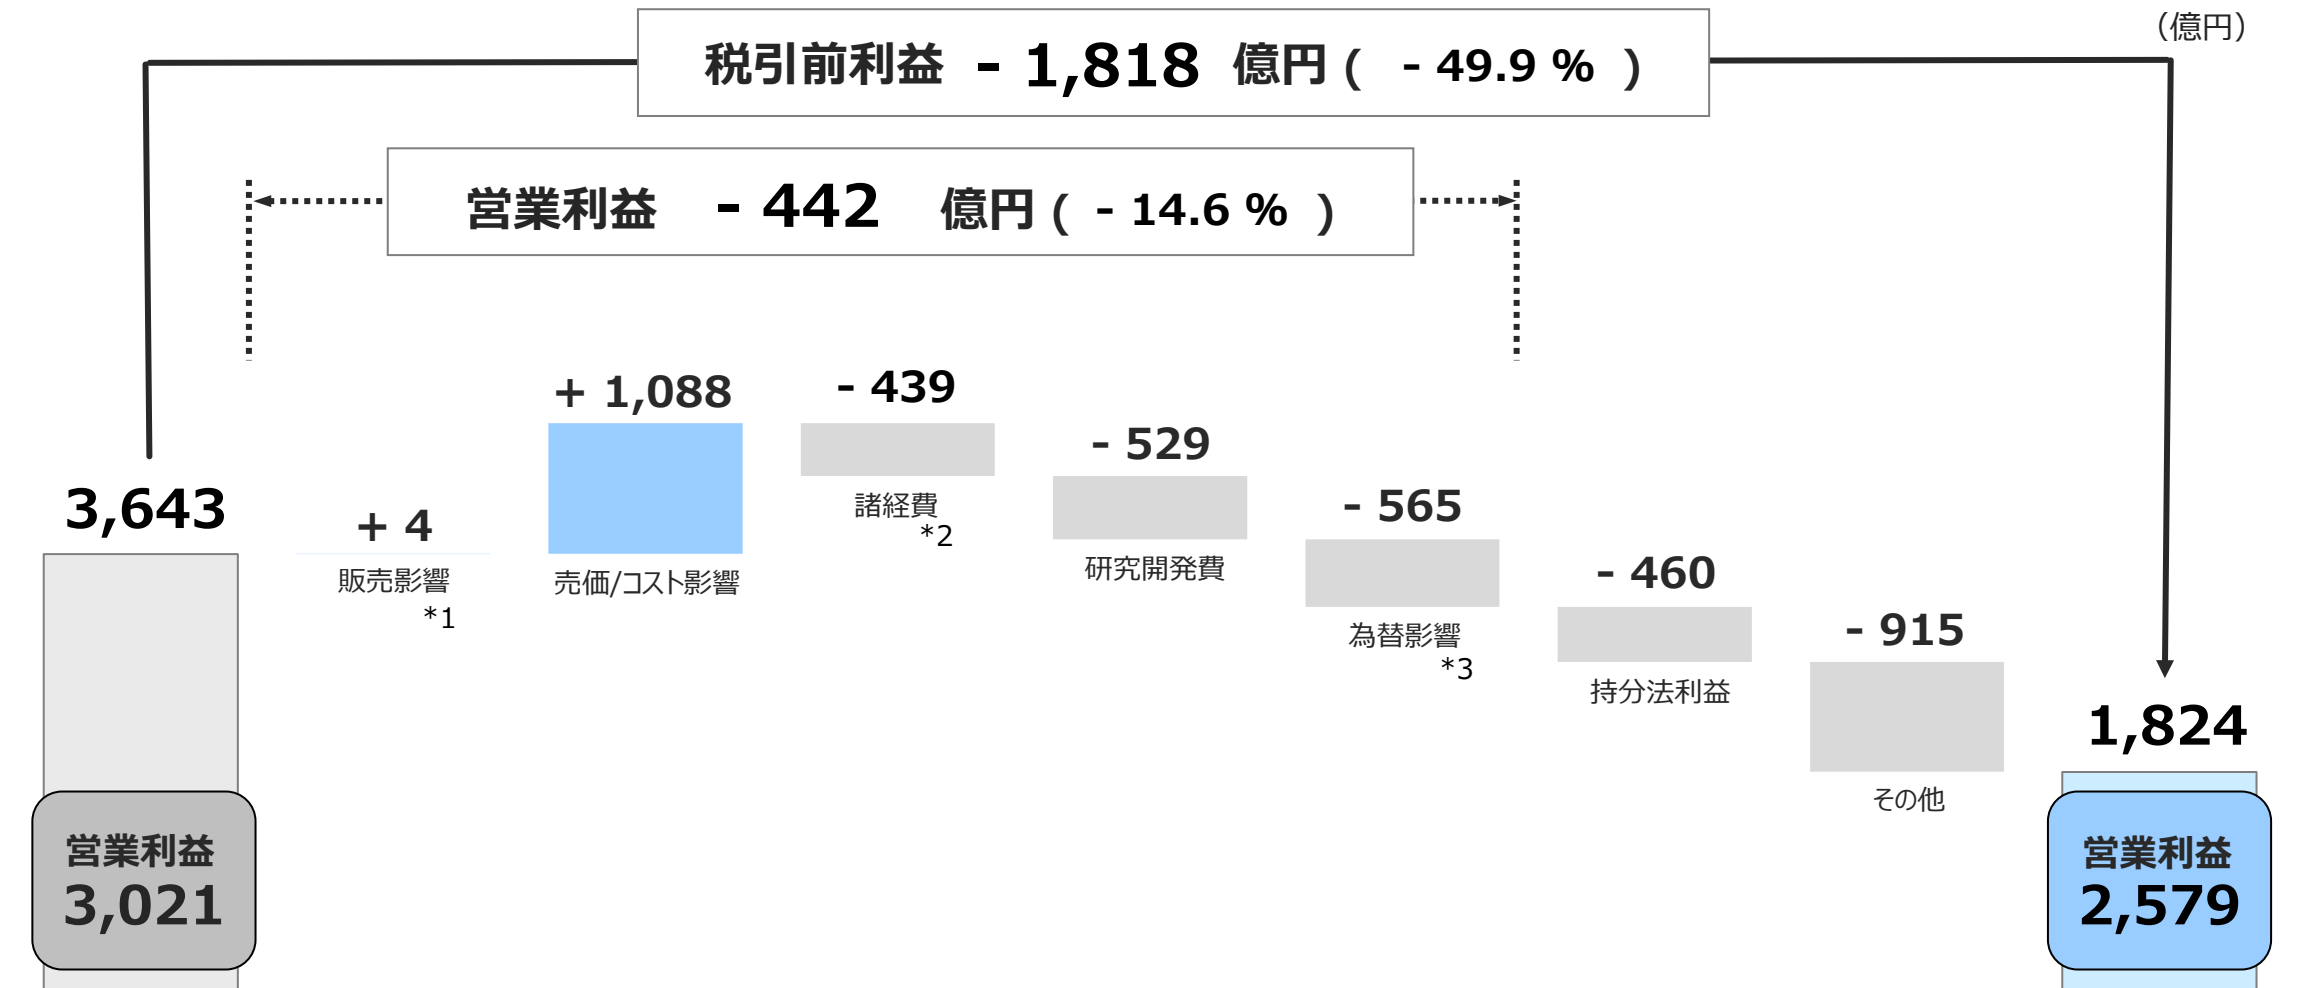 （億円）
税引前利益 - 1,818 億円 ( - 49.9 % )
営業利益 - 442 億円 ( - 14.6 % )
3,643
+ 4
販売影響
*1
+ 1,088
売価/コスト影響
- 439
諸経費
*2
- 529
研究開発費
- 565
為替影響
*3
- 460
持分法利益
- 915
その他
1,824
営業利益
3,021
営業利益
2,579